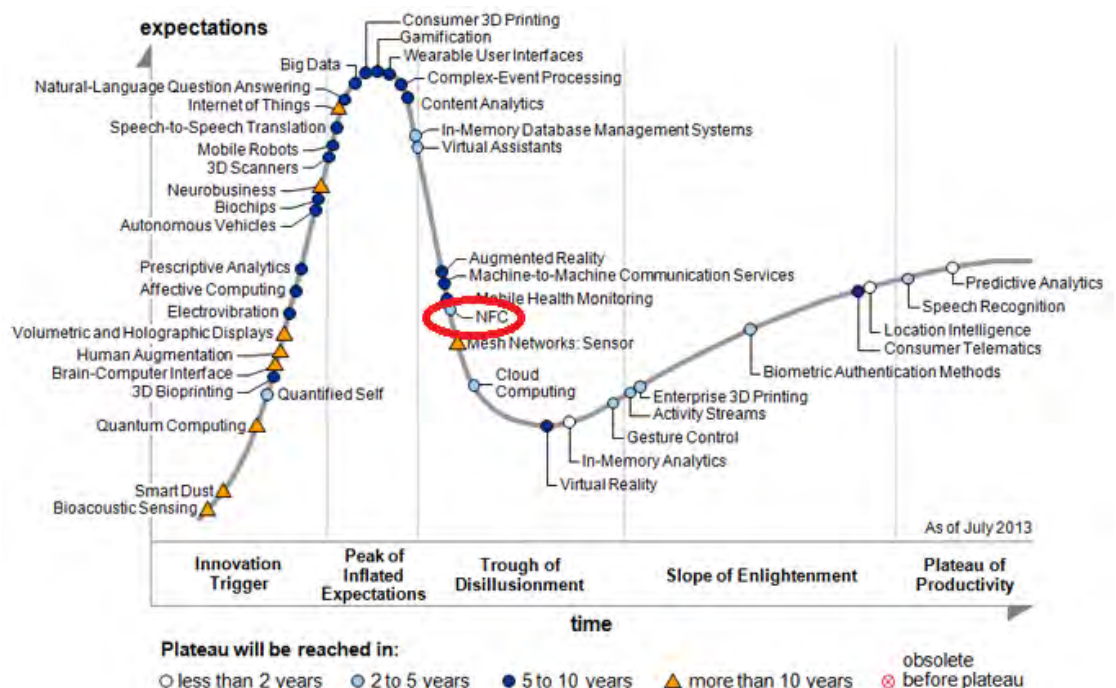 expectations
Consumer 3D Printing
Gamification
Wearable User Interfaces
Big Data
Complex-Event Processing
Natural-Language Question Answering
Content Analytics
Internet of Things
Speech-to-Speech Translation
In-Memory Database Management Systems
Mobile Robots
Virtual Assistants
3D Scanners
Neurobusiness
Biochips
Autonomous Vehicles
Augmented Reality
Prescriptive Analytics
Machine-to-Machine Communication Services
Affective Computing
Mobile Health Monitoring
Electrovibration
NFC
Volumetric and Holographic Displays
Mesh Networks: Sensor
Human Augmentation
Brain-Computer Interface
3D Bioprinting
Quantified Self
Cloud
Computing
Quantum Computing
Smart Dust
Bioacoustic Sensing
Predictive Analytics
Speech Recognition
Location Intelligence
Consumer Telematics
Biometric Authentication Methods
Enterprise 3D Printing
Activity Streams
Gesture Control
In-Memory Analytics
Virtual Reality
As of July 2013
Innovation
Trigger
Peak of
Inflated
Expectations
Trough of
Disillusionment
Slope of Enlightenment
Plateau of
Productivity
time
Plateau will be reached in:
less than 2 years
2 to 5 years
5 to 10 years
more than 10 years
obsolete
before plateau